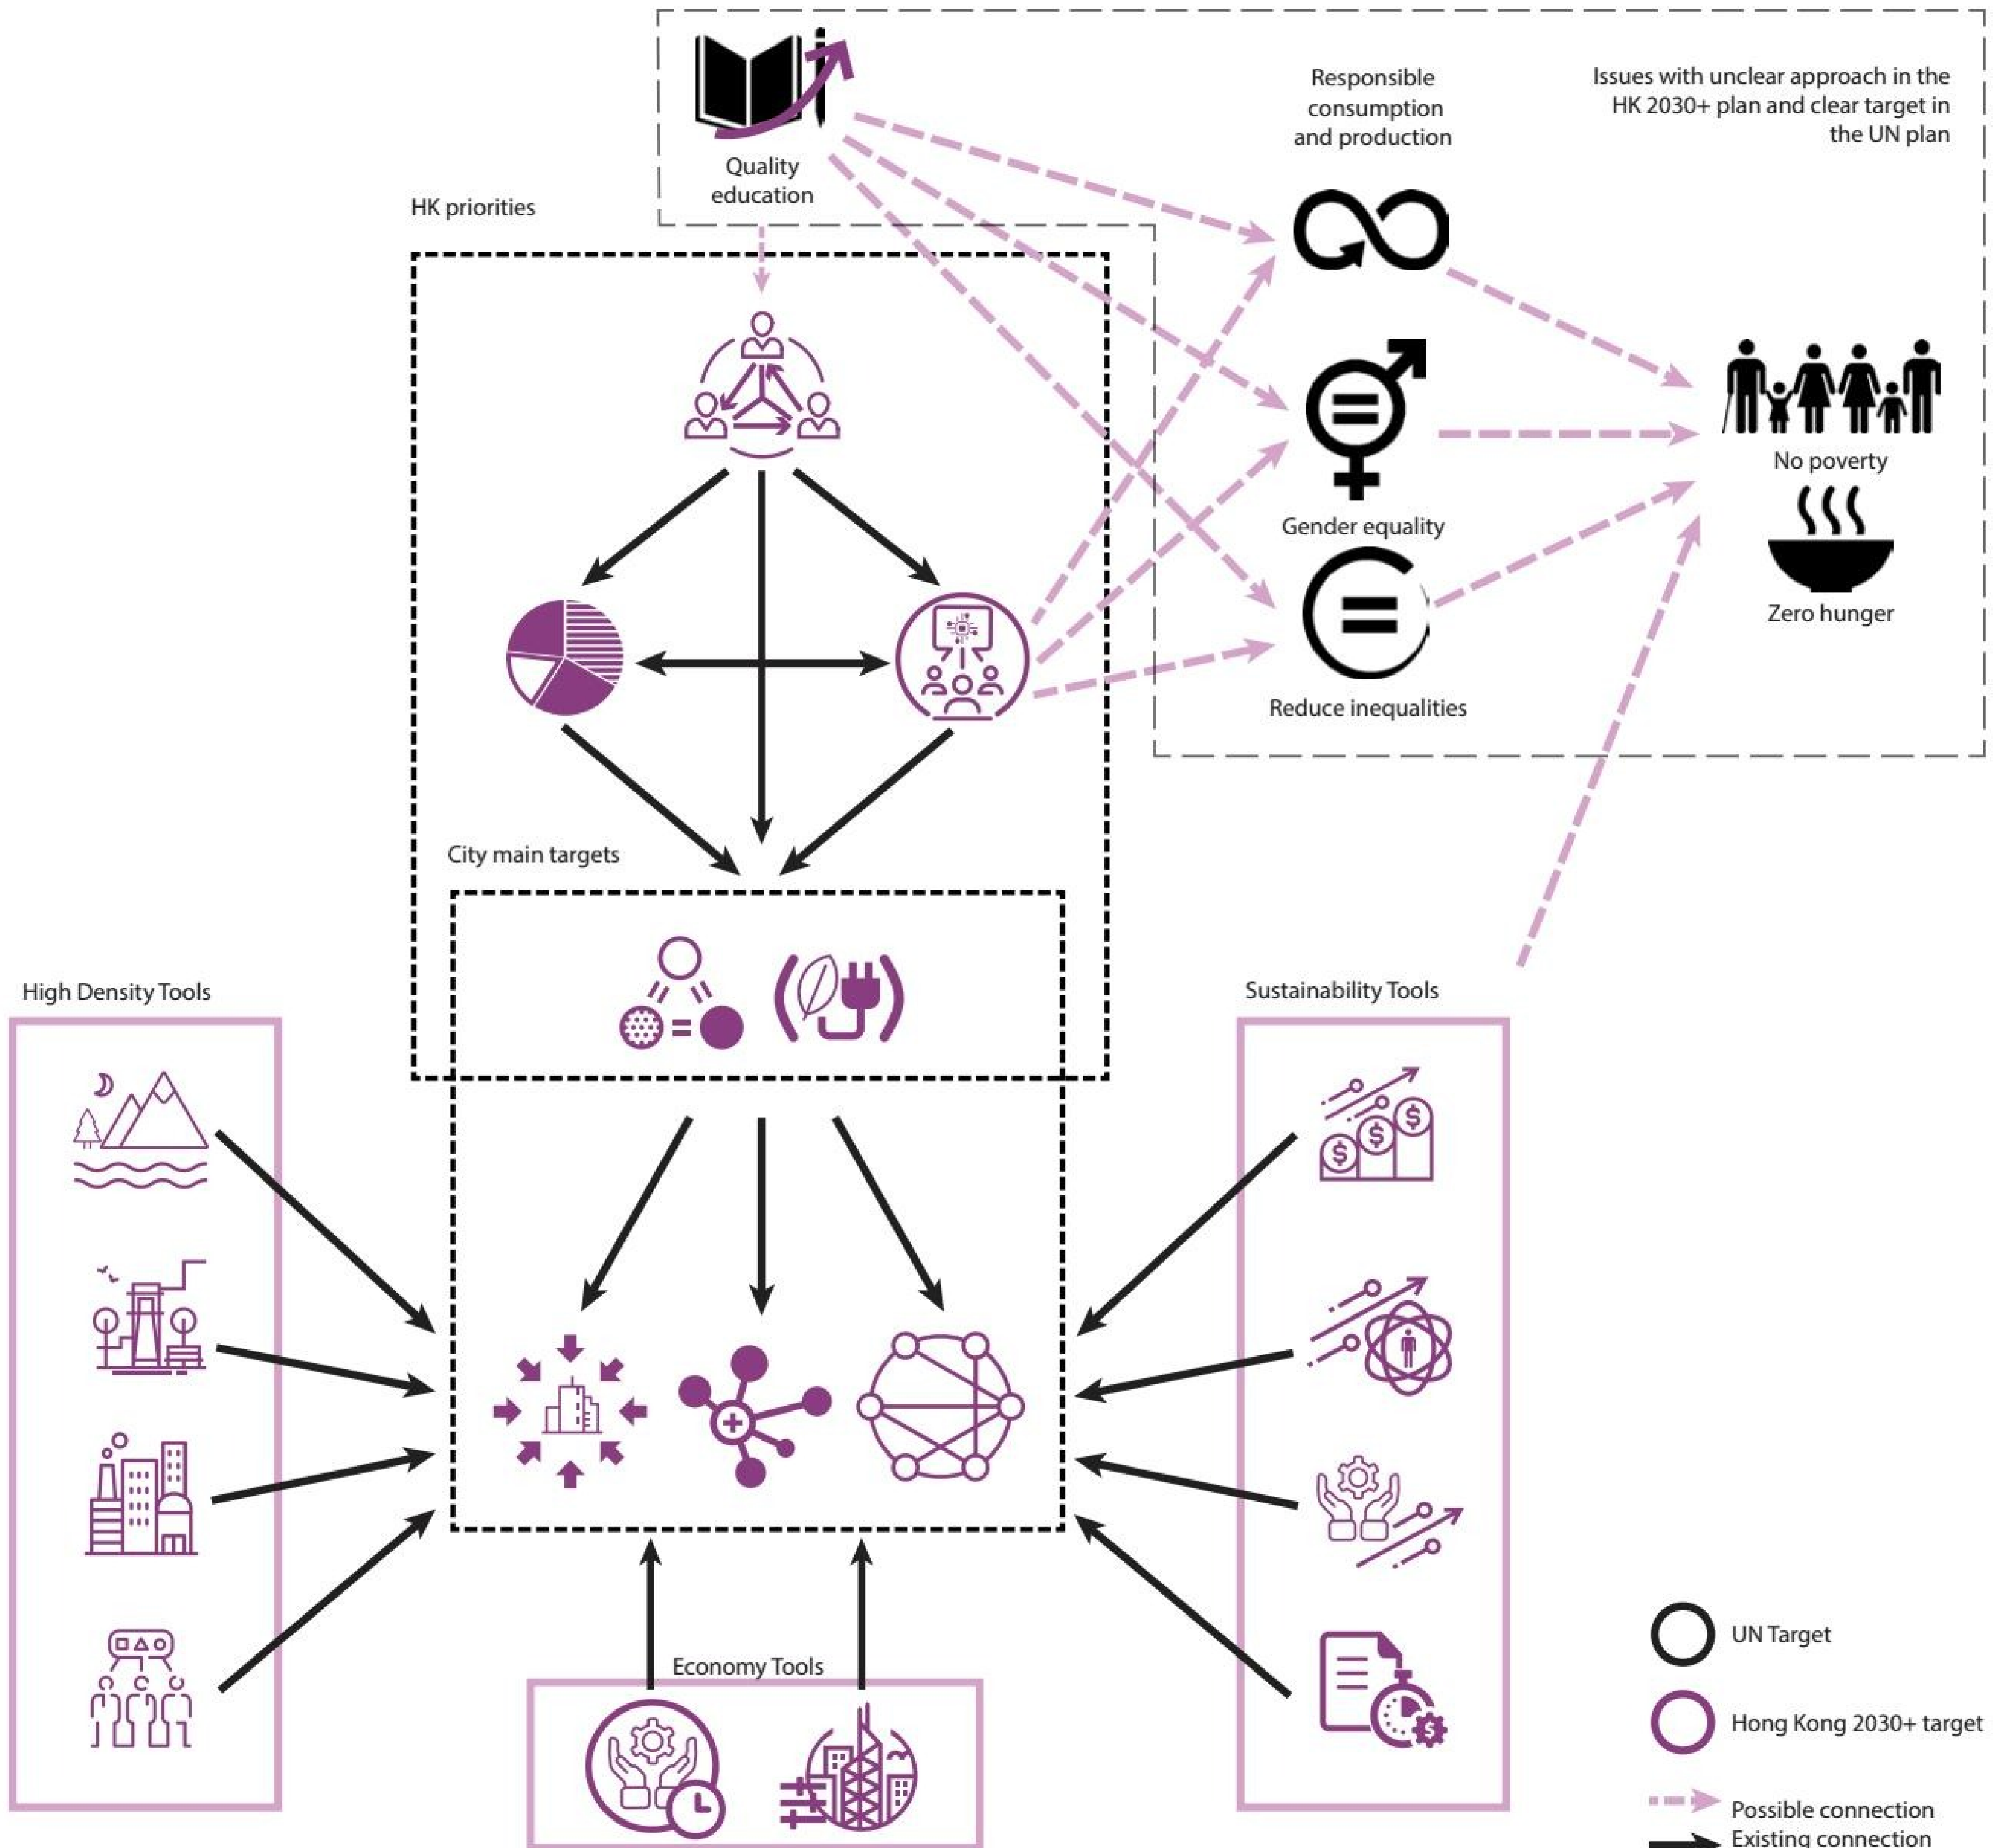 Responsible
consumption
and production
Issues with unclear approach in the
HK 2030+ plan and clear target in
the UN plan
Quality
education
HK priorities
No poverty
Gender equality
Zero hunger
Reduce inequalities
City main targets
High Density Tools
Sustainability Tools
Economy Tools
UN Target
Hong Kong 2030+ target
Possible connection
Existing connection